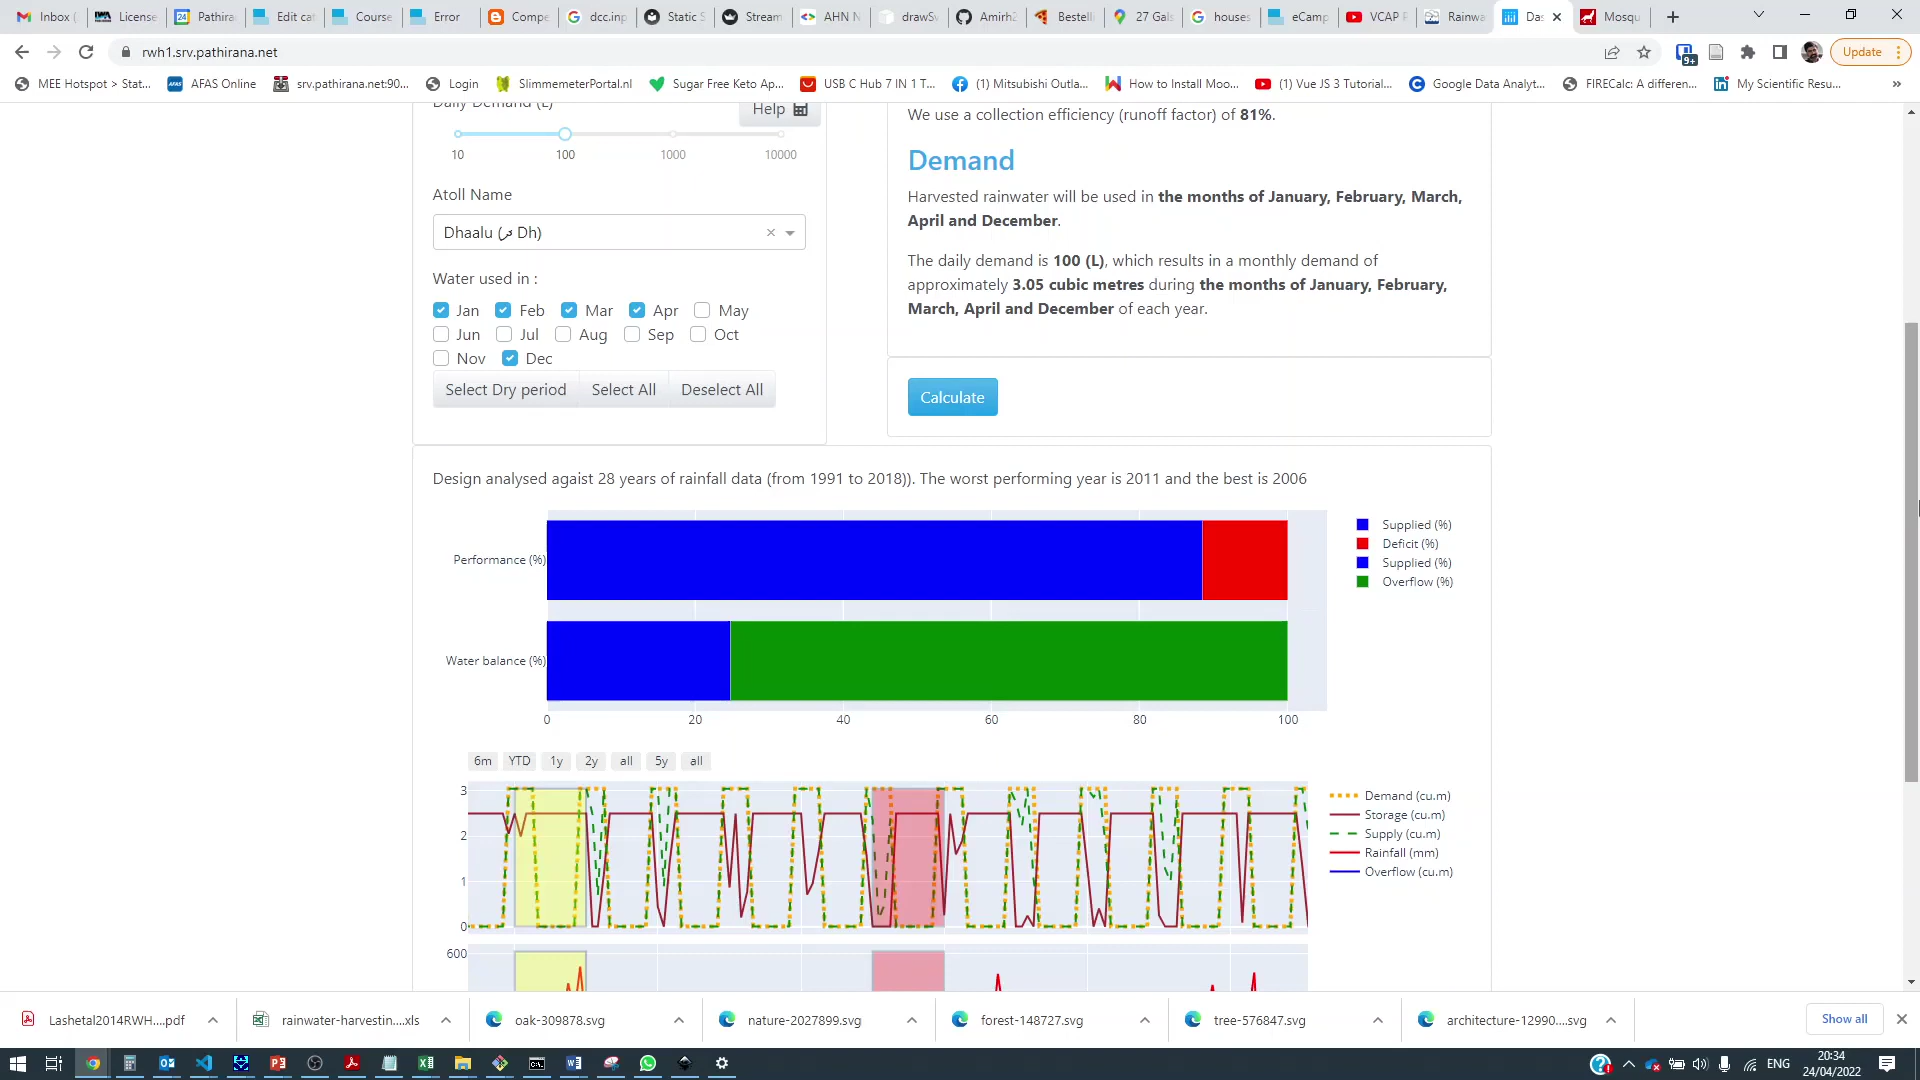 Inbox (
License
Pathira
Edit cat
Course
Error
Compe
dcc.inp
Static S
Stream
AHN N
drawSv
Amirh2
Bestell
27 Gals
houses
eCamp
VCAP F
Rainwa
Das
Mosqu
rwh1.srv.pathirana.net
9+
Update
MEE Hotspot > Stat...
AFAS Online
srv.pathirana.net:90...
Login
SlimmemeterPortal.nl
Sugar Free Keto Ap...
USB C Hub 7 IN 1 T...
(1) Mitsubishi Outla...
How to Install Moo...
(1) Vue JS 3 Tutorial...
Google Data Analyt...
FIRECalc: A differen...
My Scientific Resu...
»
Daily Demand (L)
Help
10 100 1000 10000
Atoll Name
Dhaalu (ދ Dh)
Water used in :
Jan Feb Mar Apr May
Jun Jul Aug Sep Oct
Nov Dec
Select Dry period Select All Deselect All
We use a collection efficiency (runoff factor) of 81%.
Demand
Harvested rainwater will be used in the months of January, February, March,
April and December.
The daily demand is 100 (L), which results in a monthly demand of
approximately 3.05 cubic metres during the months of January, February,
March, April and December of each year.
Calculate
Design analysed agaist 28 years of rainfall data (from 1991 to 2018)). The worst performing year is 2011 and the best is 2006
Performance (%)
Water balance (%)
0 20 40 60 80 100
Supplied (%)
Deficit (%)
Supplied (%)
Overflow (%)
6m YTD 1y 2y all 5y all
3
2
1
0
600
Demand (cu.m)
Storage (cu.m)
Supply (cu.m)
Rainfall (mm)
Overflow (cu.m)
Lashetal2014RWH....pdf
rainwater-harvestin....xls
oak-309878.svg
nature-2027899.svg
forest-148727.svg
tree-576847.svg
architecture-12990....svg
Show all
ENG
20:34
24/04/2022